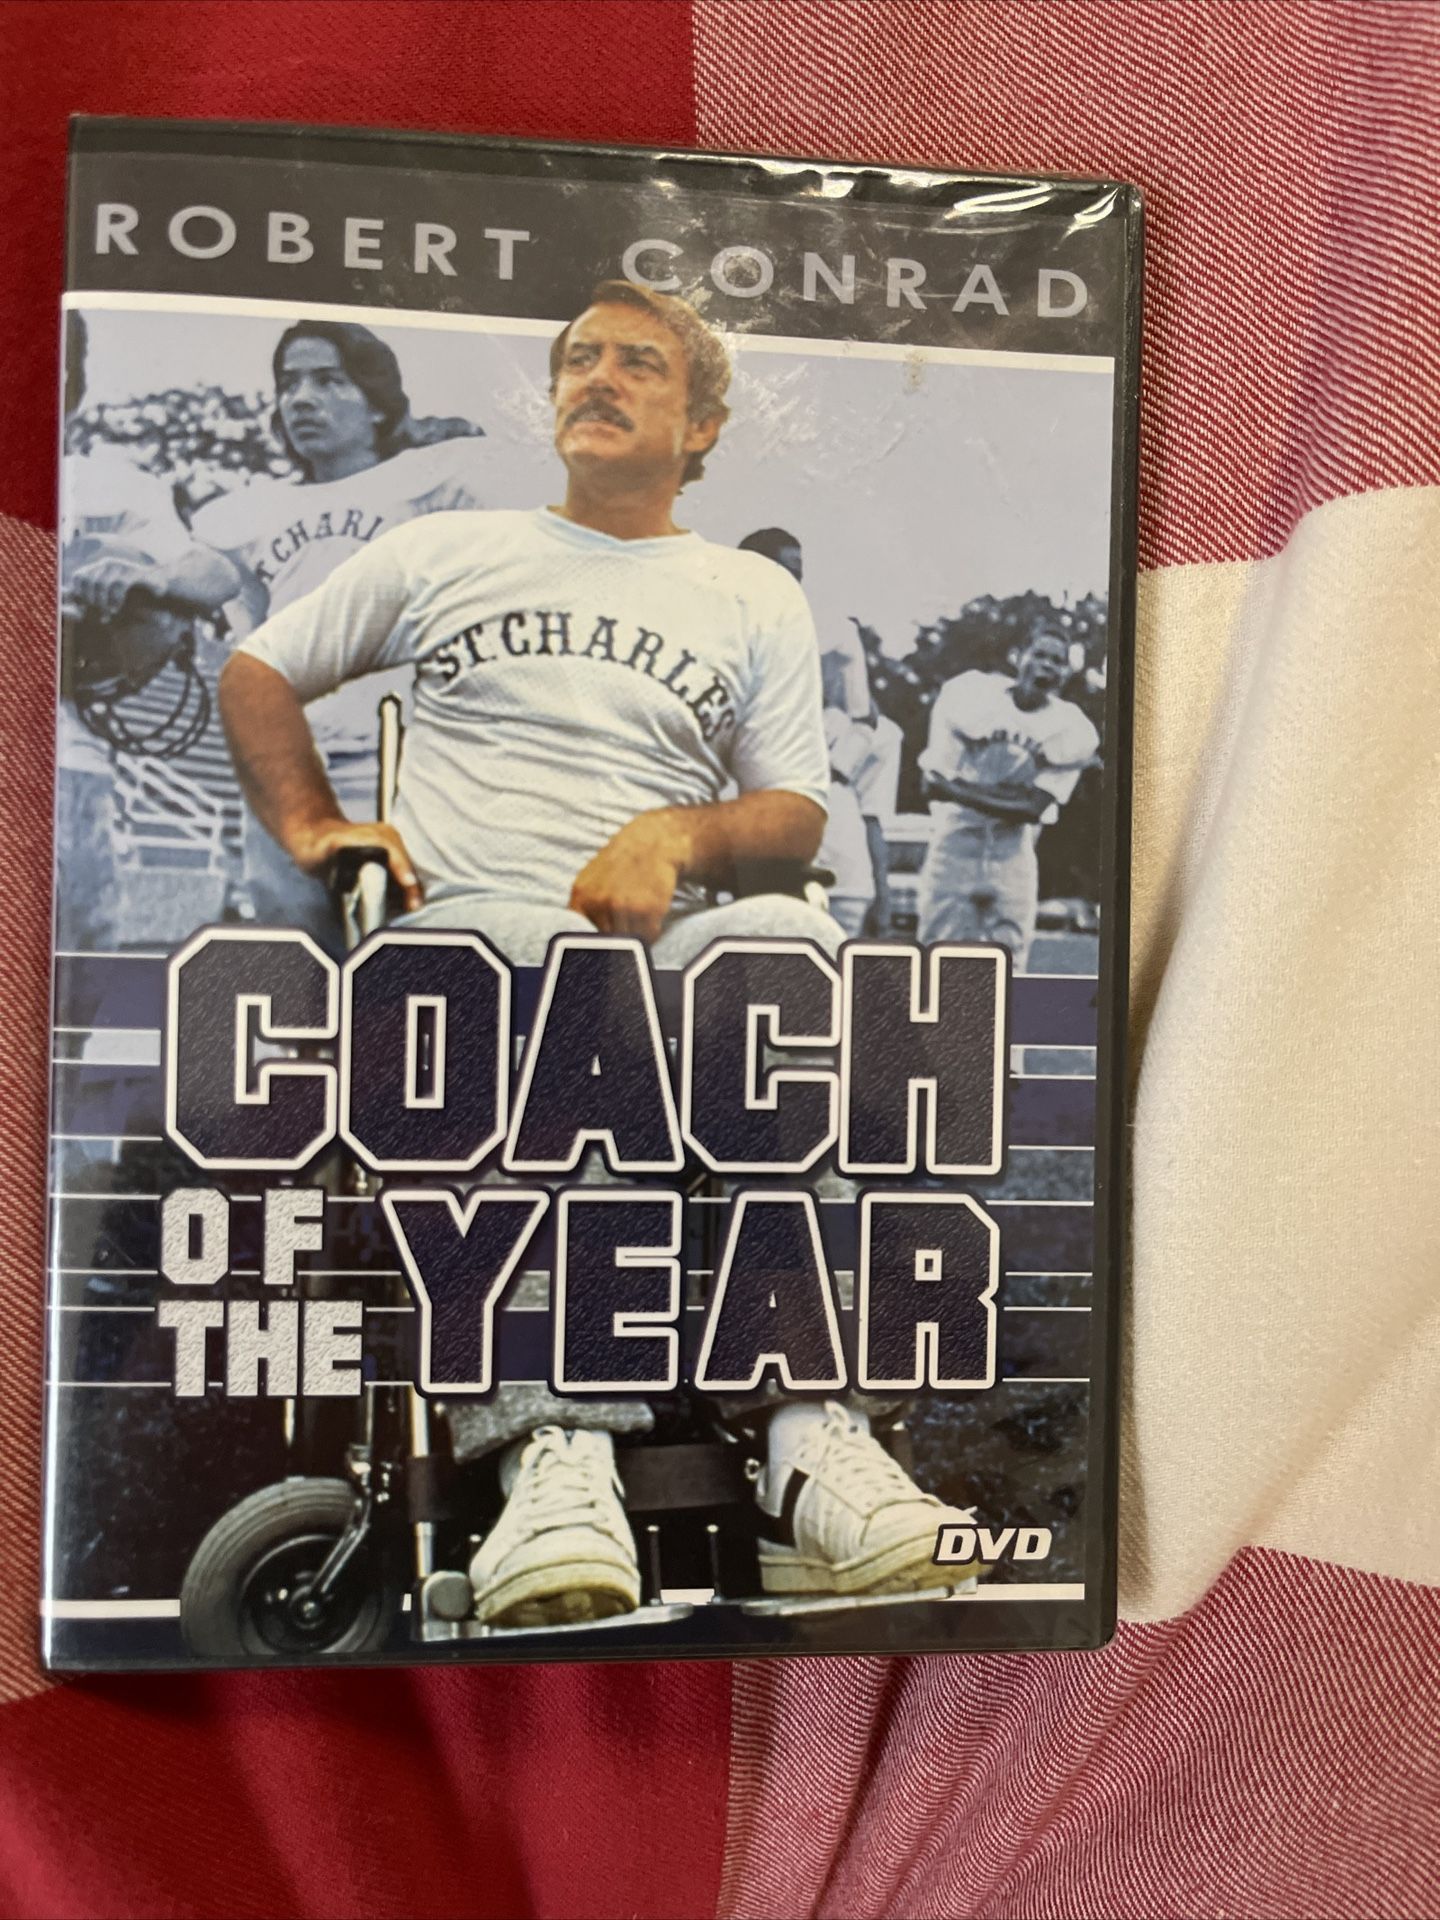 ROBERT CONRAD
ST. CHARLES
COACH
OF THE YEAR
DVD